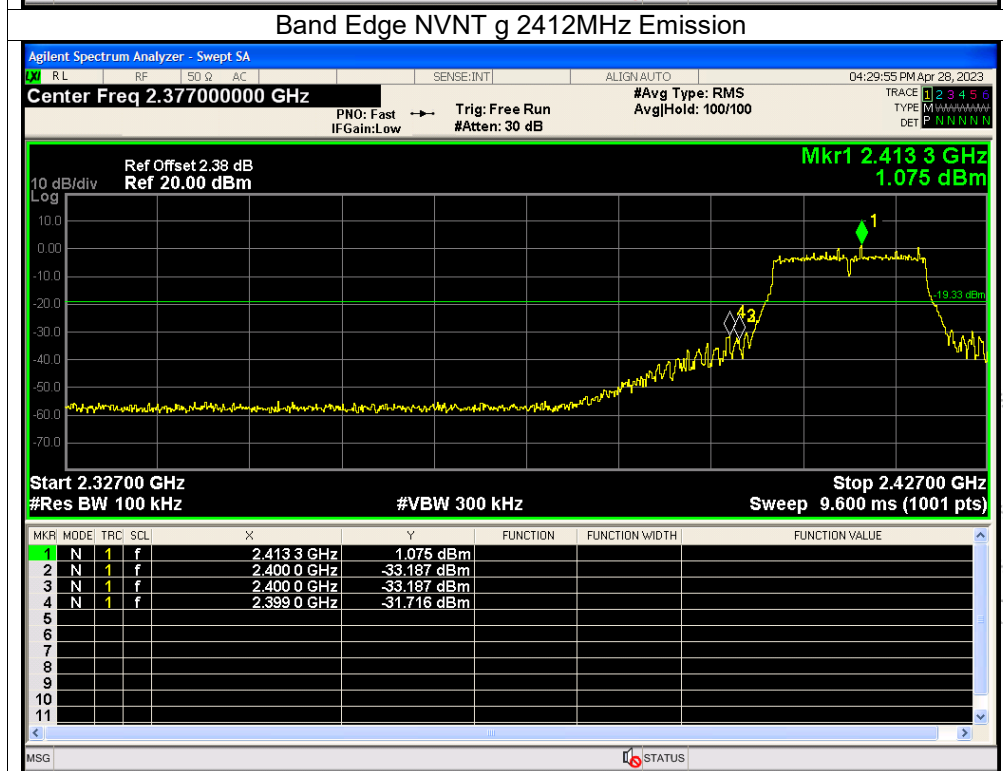 Band Edge NVNT g 2412MHz Emission
Agilent Spectrum Analyzer - Swept SA
LXI RL RF 50 Ω AC SENSE:INT ALIGN AUTO 04:29:55 PM Apr 28, 2023
Center Freq 2.377000000 GHz #Avg Type: RMS TRACE 1 2 3 4 5 6
PNO: Fast Trig: Free Run Avg|Hold: 100/100 TYPE M WWWWW
IFGain:Low #Atten: 30 dB DET P N N N N N
Mkr1 2.413 3 GHz
1.075 dBm
Ref Offset 2.38 dB
10 dB/div Ref 20.00 dBm
Log
10.0
0.00
-10.0
-20.0
-30.0
-40.0
-50.0
-60.0
-70.0
1
-19.33 dBm
Start 2.32700 GHz Stop 2.42700 GHz
#Res BW 100 kHz #VBW 300 kHz Sweep 9.600 ms (1001 pts)
MKR MODE TRC SCL X Y FUNCTION FUNCTION WIDTH FUNCTION VALUE
1 N 1 f 2.413 3 GHz 1.075 dBm
2 N 1 f 2.400 0 GHz -33.187 dBm
3 N 1 f 2.400 0 GHz -33.187 dBm
4 N 1 f 2.399 0 GHz -31.716 dBm
5
6
7
8
9
10
11
MSG STATUS